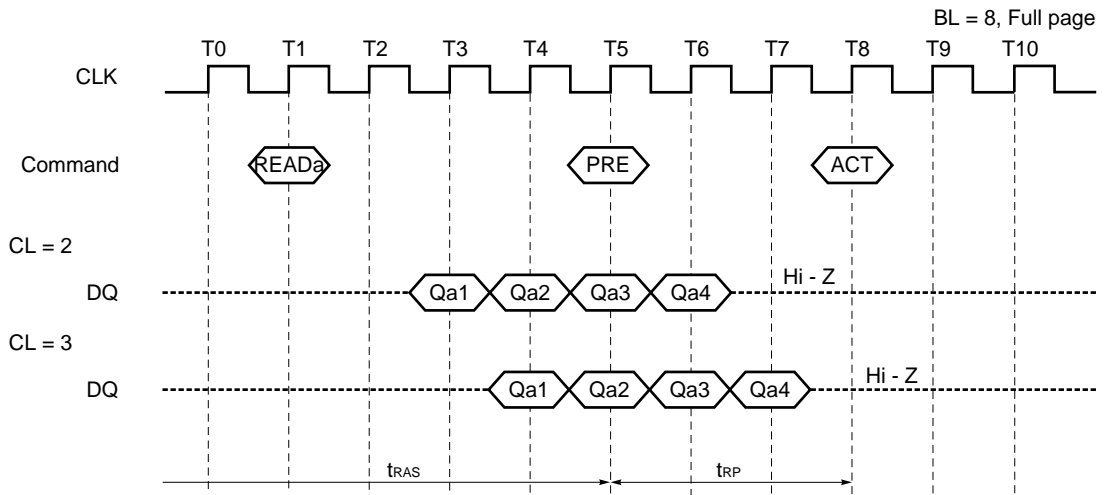 BL = 8, Full page
T0 T1 T2 T3 T4 T5 T6 T7 T8 T9 T10
CLK
Command READa PRE ACT
CL = 2
DQ Qa1 Qa2 Qa3 Qa4 Hi - Z
CL = 3
DQ Qa1 Qa2 Qa3 Qa4 Hi - Z
tRAS tRP